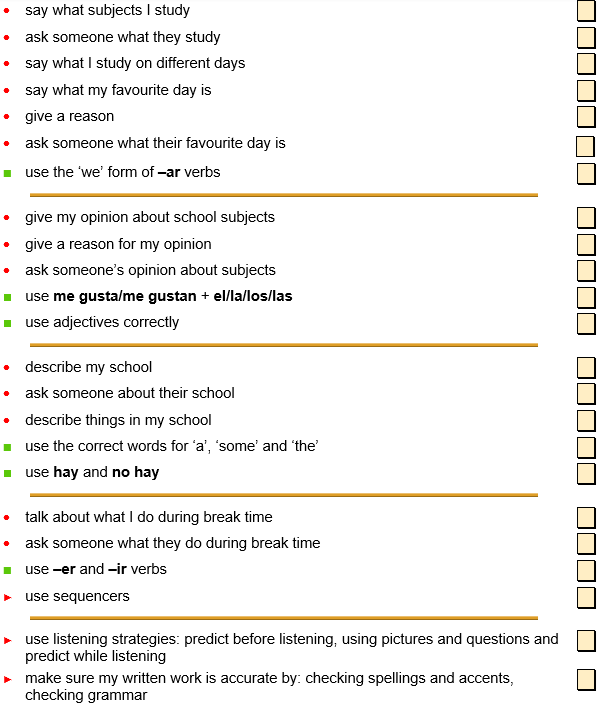 say what subjects I study
ask someone what they study
say what I study on different days
say what my favourite day is
give a reason
ask someone what their favourite day is
use the ‘we’ form of –ar verbs
give my opinion about school subjects
give a reason for my opinion
ask someone’s opinion about subjects
use me gusta/me gustan + el/la/los/las
use adjectives correctly
describe my school
ask someone about their school
describe things in my school
use the correct words for ‘a’, ‘some’ and ‘the’
use hay and no hay
talk about what I do during break time
ask someone what they do during break time
use –er and –ir verbs
use sequencers
use listening strategies: predict before listening, using pictures and questions and
predict while listening
make sure my written work is accurate by: checking spellings and accents,
checking grammar